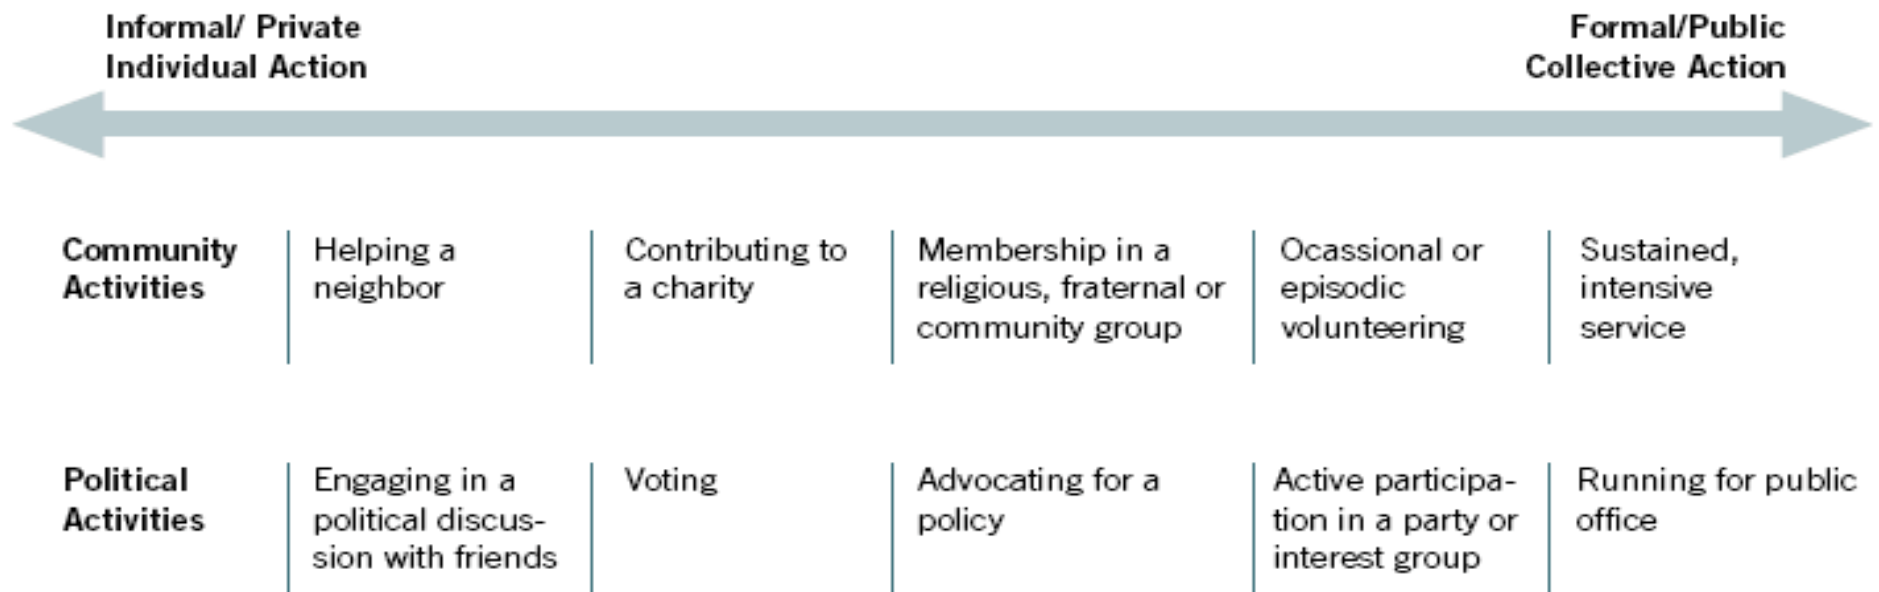 Informal/ Private
Individual Action
Formal/Public
Collective Action
Community
Activities
Helping a
neighbor
Contributing to
a charity
Membership in a
religious, fraternal or
community group
Ocassional or
episodic
volunteering
Sustained,
intensive
service
Political
Activities
Engaging in a
political discus-
sion with friends
Voting
Advocating for a
policy
Active participa-
tion in a party or
interest group
Running for public
office